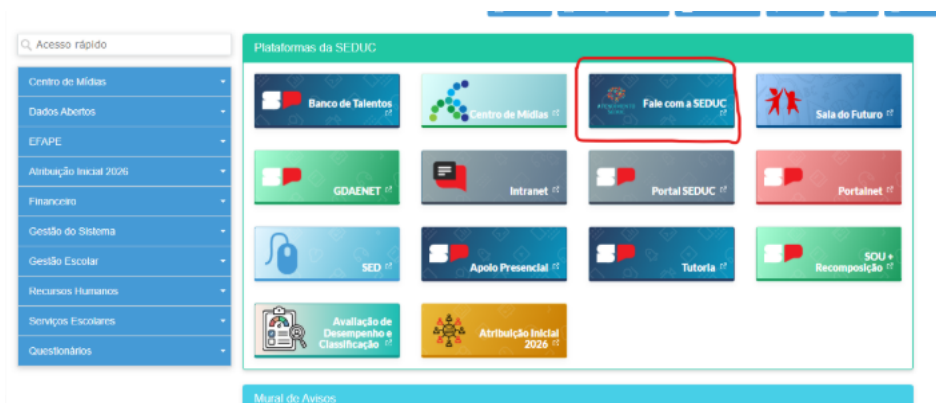 Acesso rápido
Centro de Mídias
Dados Abertos
EFAPE
Atribuição Inicial 2026
Financeiro
Gestão do Sistema
Gestão Escolar
Recursos Humanos
Serviços Escolares
Questionários
Plataformas da SEDUC
Banco de Talentos
Centro de Mídias
Fale com a SEDUC
Sala do Futuro
GDAENET
Intranet
Portal SEDUC
Portalnet
SED
Apoio Presencial
Tutoria
SOU +
Recomposição
Avaliação de
Desempenho e
Classificação
Atribuição Inicial
2026
Mural de Avisos